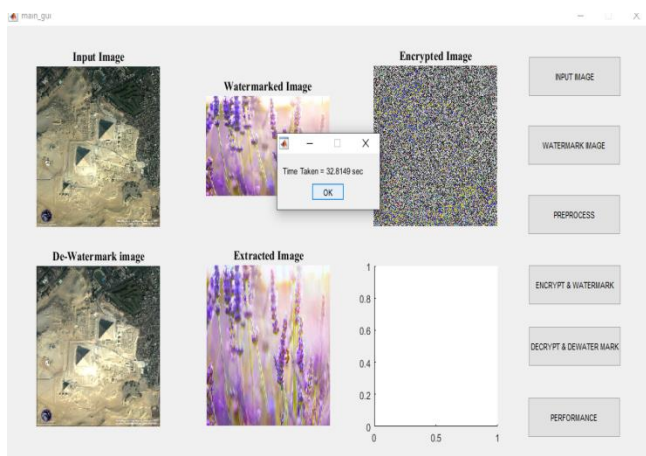 main_gui
Input Image
Watermarked Image
Encrypted Image
Time Taken = 32.8149 sec
OK
De-Watermark image
Extracted Image
1
0.8
0.6
0.4
0.2
0
0
0.5
1
INPUT IMAGE
WATERMARK IMAGE
PREPROCESS
ENCRYPT & WATERMARK
DECRYPT & DEWATER MARK
PERFORMANCE